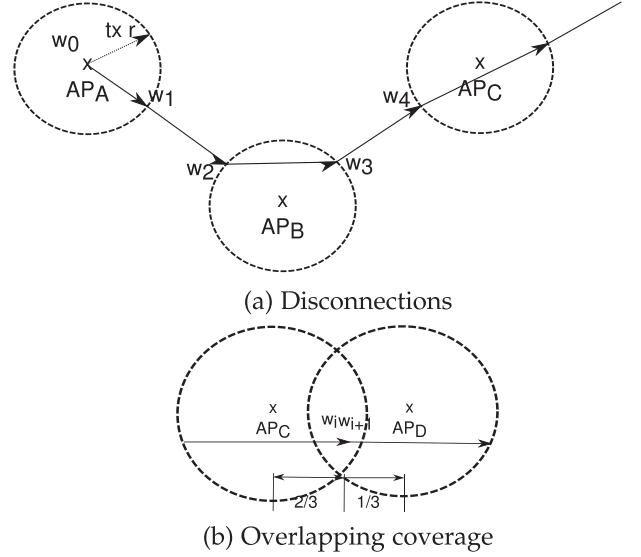 w0 tx r
x
APA
w1
x
APC
w4
w2
w3
x
APB
(a) Disconnections
x x
APC wiwi+1 APD
2/3 1/3
(b) Overlapping coverage